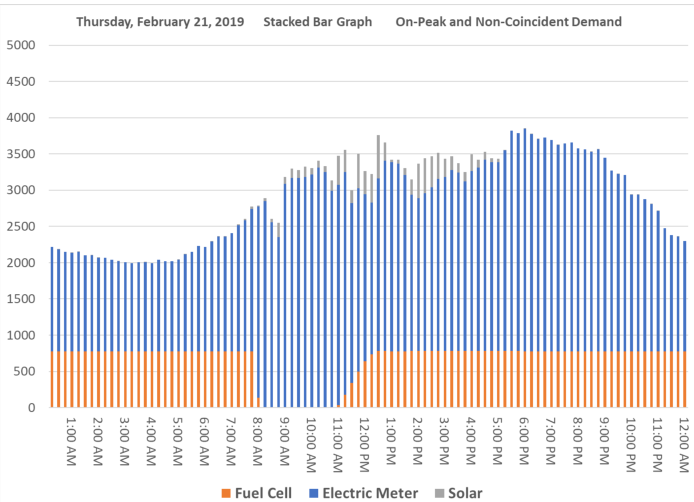 Thursday, February 21, 2019 Stacked Bar Graph On-Peak and Non-Coincident Demand
5000
4500
4000
3500
3000
2500
2000
1500
1000
500
0
1:00 AM
2:00 AM
3:00 AM
4:00 AM
5:00 AM
6:00 AM
7:00 AM
8:00 AM
9:00 AM
10:00 AM
11:00 AM
12:00 PM
1:00 PM
2:00 PM
3:00 PM
4:00 PM
5:00 PM
6:00 PM
7:00 PM
8:00 PM
9:00 PM
10:00 PM
11:00 PM
12:00 AM
Fuel Cell Electric Meter Solar